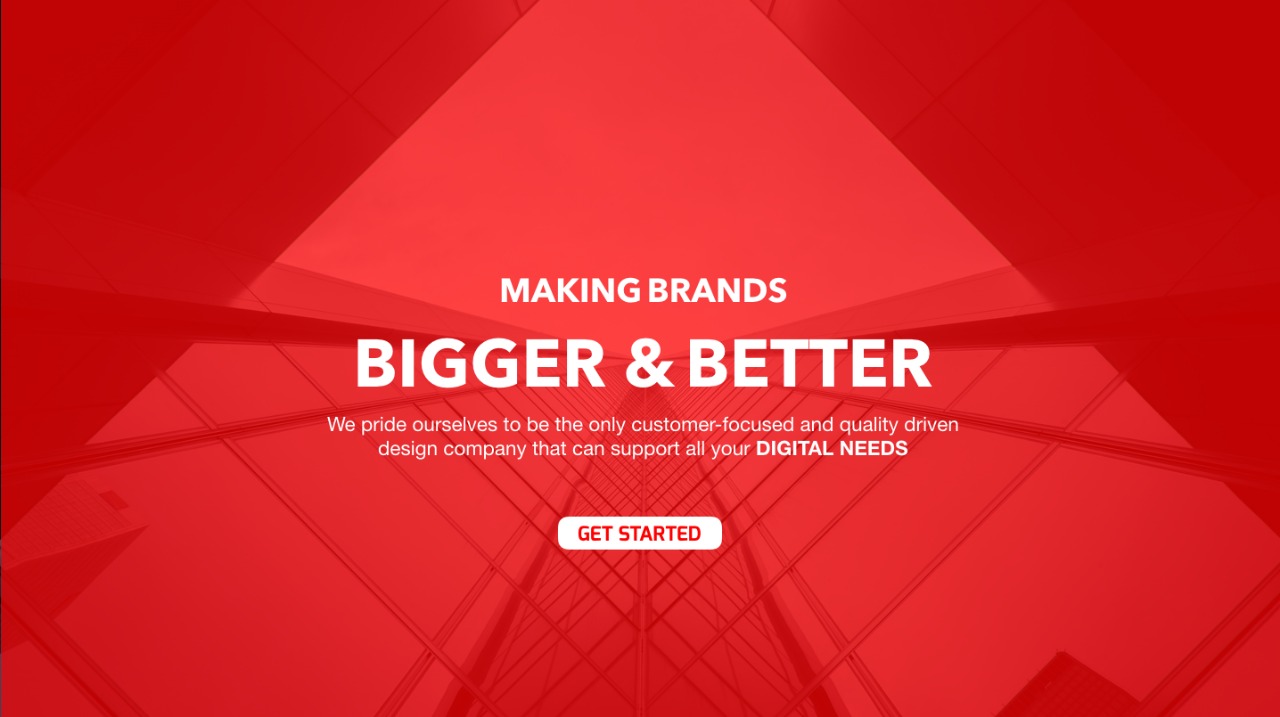 MAKING BRANDS
BIGGER & BETTER
We pride ourselves to be the only customer-focused and quality driven
design company that can support all your DIGITAL NEEDS
GET STARTED